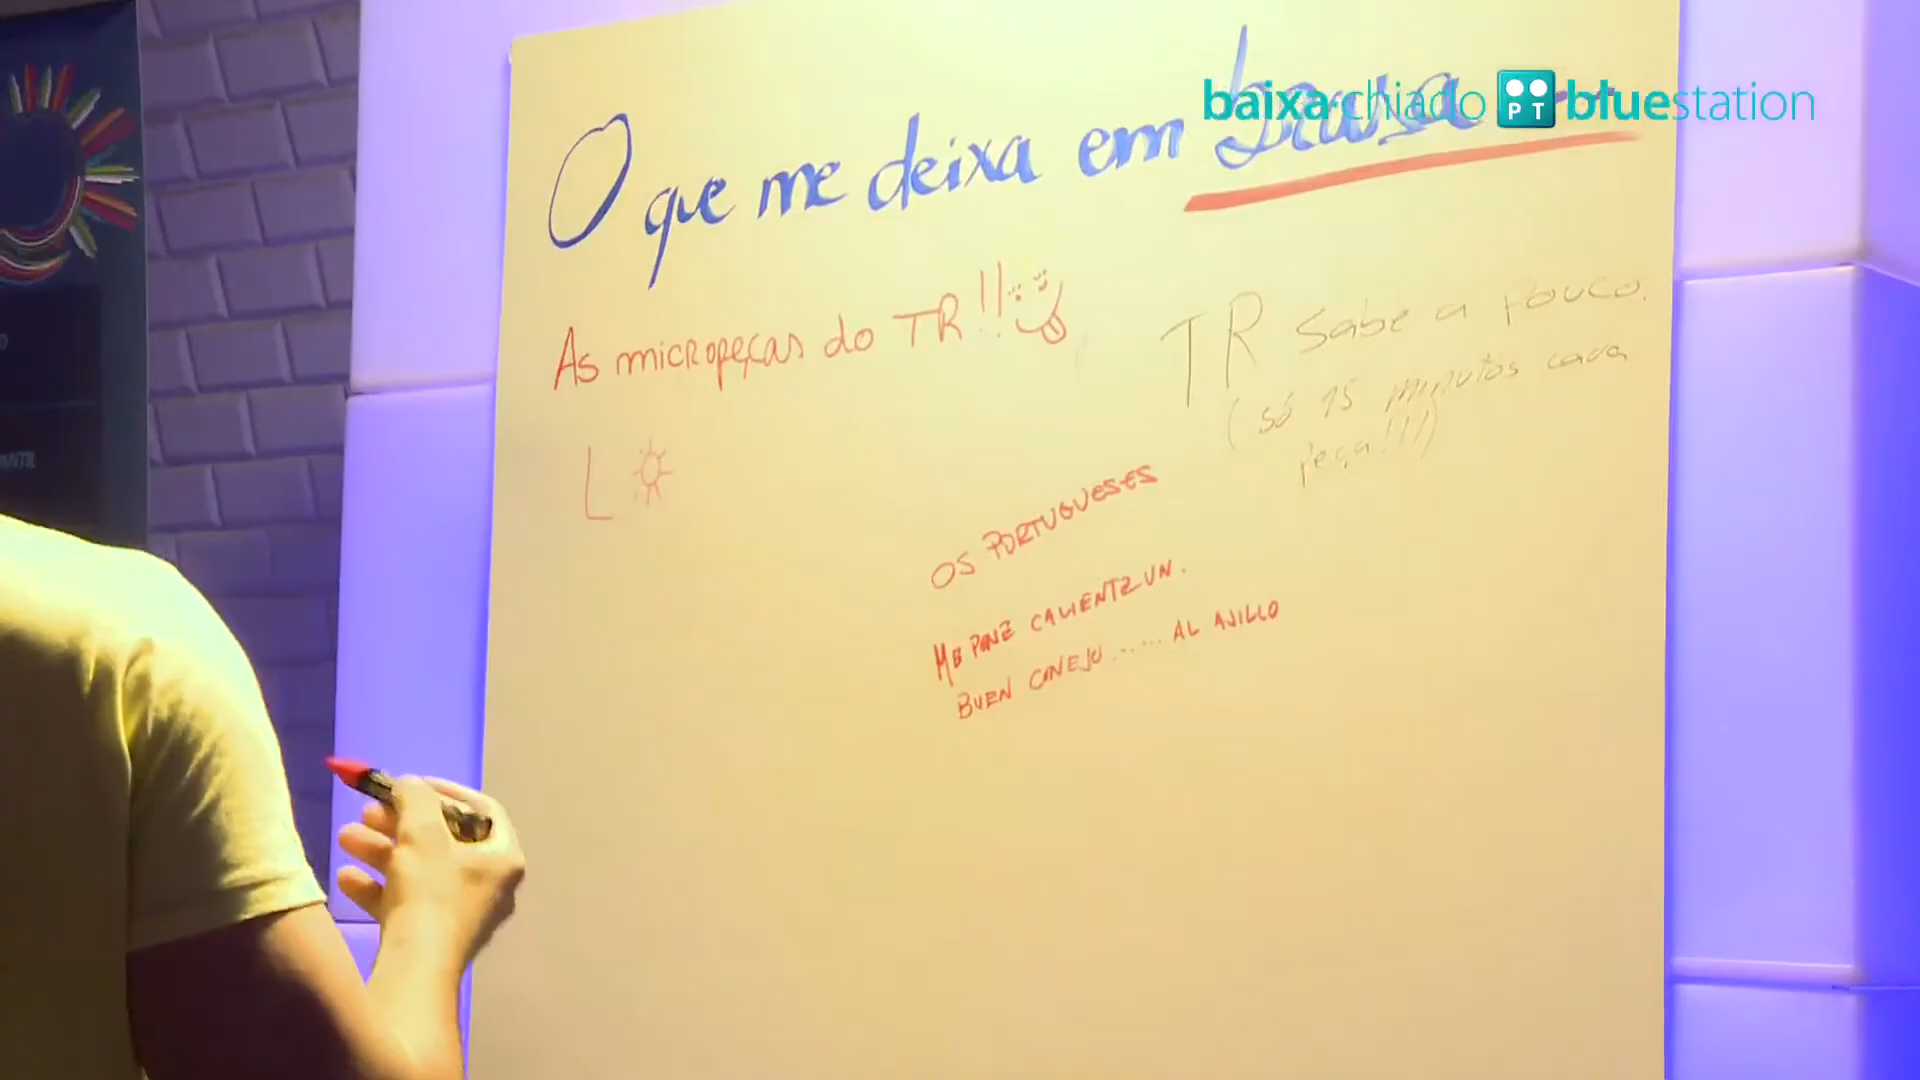 baixa-chiado PT bluestation
O que me deixa em brasa...
As micropeças do TR!!
TR sabe a pouco.
(só 15 minutos cada
peça!!!)
L
OS PORTUGUESES
ME PONE CALIENTE UN.
BUEN CONEJO...... AL AJILLO